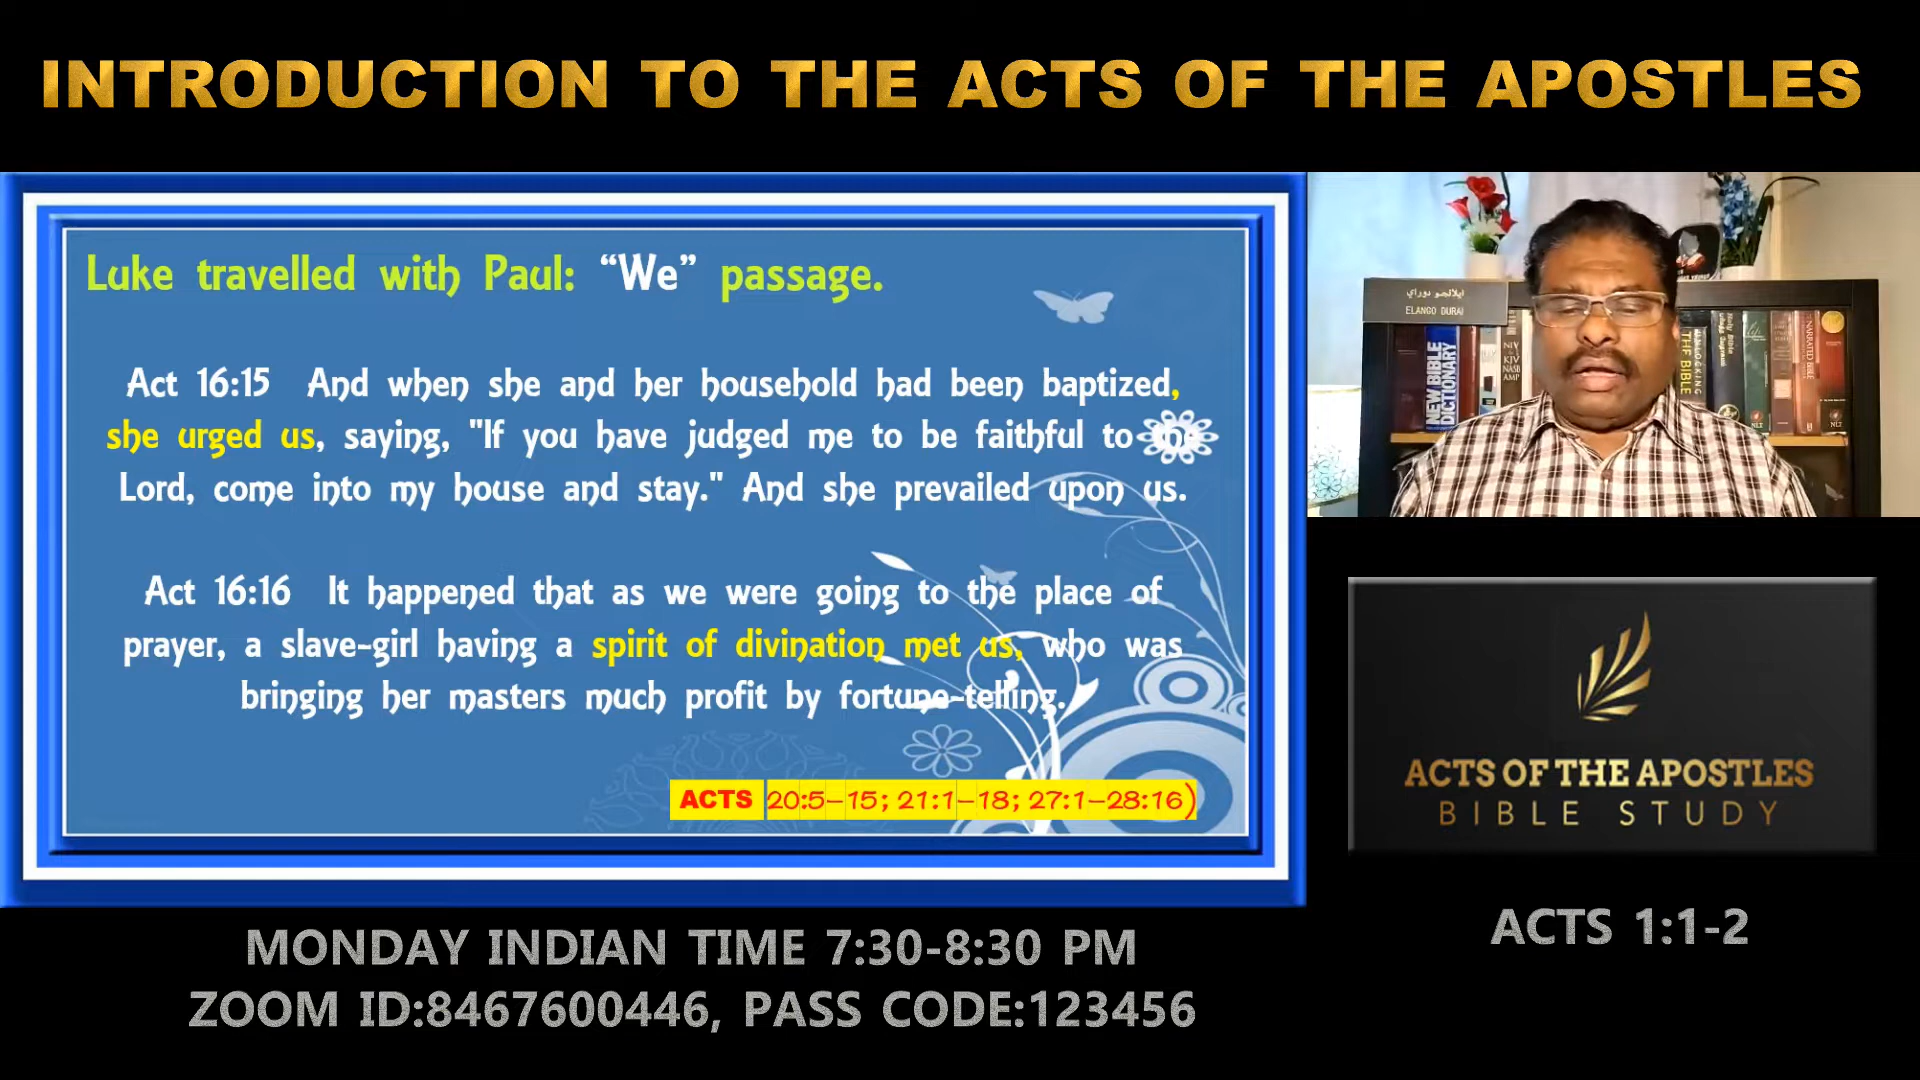 INTRODUCTION TO THE ACTS OF THE APOSTLES
Luke travelled with Paul: “We” passage.
Act 16:15 And when she and her household had been baptized,
she urged us, saying, "If you have judged me to be faithful to the
Lord, come into my house and stay." And she prevailed upon us.
Act 16:16 It happened that as we were going to the place of
prayer, a slave-girl having a spirit of divination met us, who was
bringing her masters much profit by fortune-telling.
ACTS 20:5–15; 21:1–18; 27:1–28:16)
ELANGO DURAI
NEW BIBLE
DICTIONARY
NIV
KJV
NASB
AMP
UNLOCKING
THE BIBLE
ACTS OF THE APOSTLES
BIBLE STUDY
ACTS 1:1-2
MONDAY INDIAN TIME 7:30-8:30 PM
ZOOM ID:8467600446, PASS CODE:123456